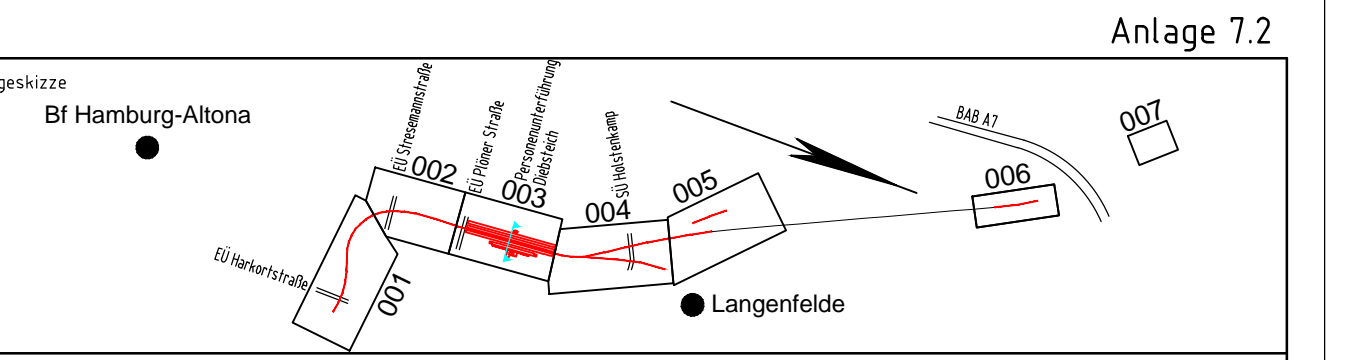 Anlage 7.2
geskizze
Bf Hamburg-Altona
EÜ Stresemannstraße
002
EÜ Plöner Straße
003
Personenunterführung
Diebsteich
SÜ Holstenkamp
004
005
BAB A7
007
006
EÜ Harkortstraße
001
Langenfelde